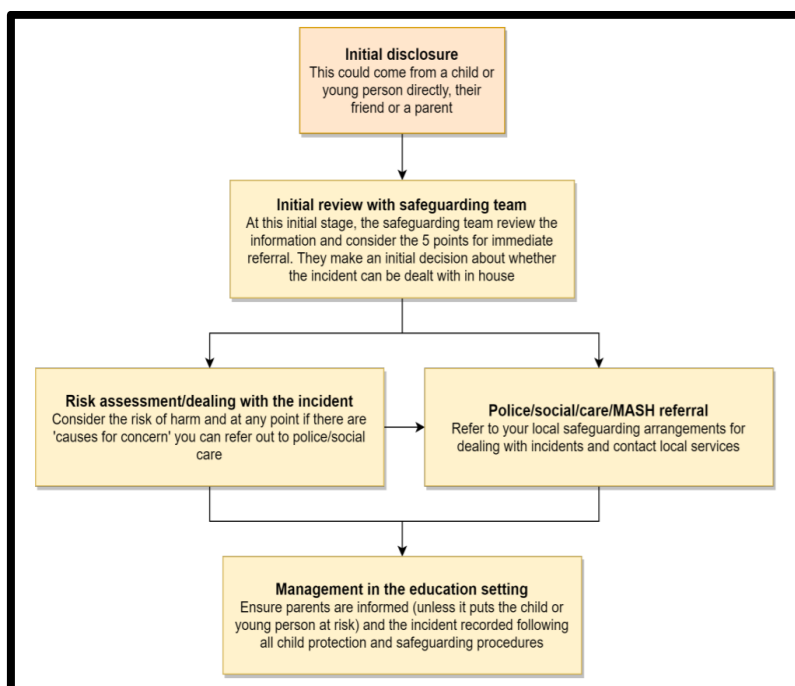 Initial disclosure
This could come from a child or
young person directly, their
friend or a parent
Initial review with safeguarding team
At this initial stage, the safeguarding team review the
information and consider the 5 points for immediate
referral. They make an initial decision about whether
the incident can be dealt with in house
Risk assessment/dealing with the incident
Consider the risk of harm and at any point if there are
'causes for concern' you can refer out to police/social
care
Police/social/care/MASH referral
Refer to your local safeguarding arrangements for
dealing with incidents and contact local services
Management in the education setting
Ensure parents are informed (unless it puts the child or
young person at risk) and the incident recorded following
all child protection and safeguarding procedures